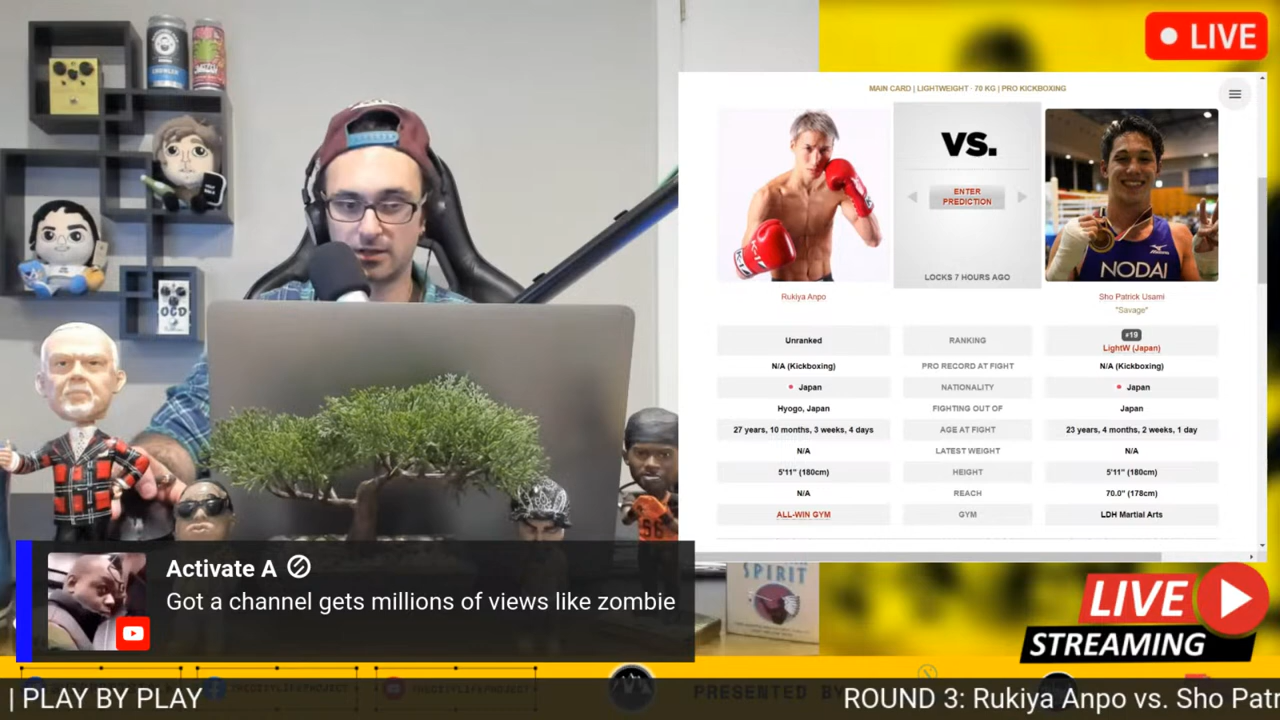 LIVE
MAIN CARD | LIGHTWEIGHT · 70 KG | PRO KICKBOXING
VS.
ENTER
PREDICTION
LOCKS 7 HOURS AGO
NODAI
Rukiya Anpo
Sho Patrick Usami
"Savage"
Unranked
RANKING
#19
LightW (Japan)
N/A (Kickboxing)
PRO RECORD AT FIGHT
N/A (Kickboxing)
Japan
NATIONALITY
Japan
Hyogo, Japan
FIGHTING OUT OF
Japan
27 years, 10 months, 3 weeks, 4 days
AGE AT FIGHT
23 years, 4 months, 2 weeks, 1 day
N/A
LATEST WEIGHT
N/A
5'11" (180cm)
HEIGHT
5'11" (180cm)
N/A
REACH
70.0" (178cm)
ALL-WIN GYM
GYM
LDH Martial Arts
OCD
56
SPIRIT
Activate A
Got a channel gets millions of views like zombie
LIVE
STREAMING
PRESENTED BY
| PLAY BY PLAY
ROUND 3: Rukiya Anpo vs. Sho Patr